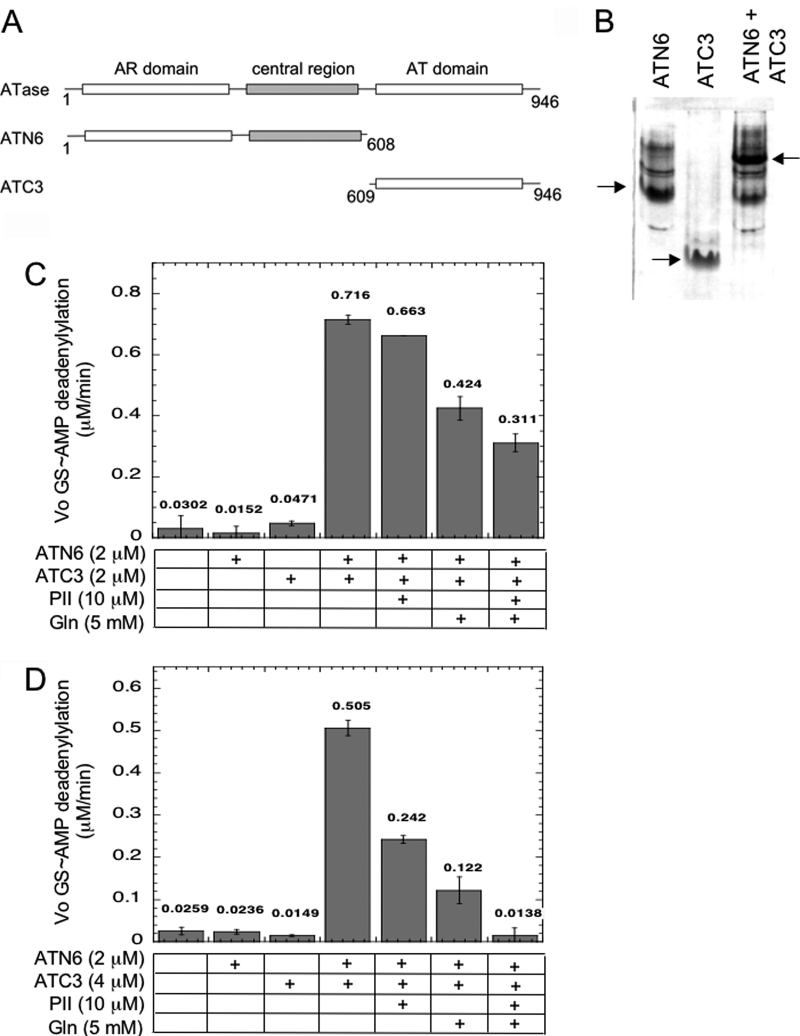 A
AR domain central region AT domain
ATase
1 946
ATN6
1 608
ATC3
609 946
B
ATN6
ATC3
ATN6 +
ATC3
C
Vo GS~AMP deadenylylation
(μM/min)
0.8
0.6
0.4
0.2
0
0.0302 0.0152 0.0471 0.716 0.663 0.424 0.311
ATN6 (2 μM) + + + + +
ATC3 (2 μM) + + + + +
PII (10 μM) + +
Gln (5 mM) + +
D
Vo GS~AMP deadenylylation
(μM/min)
0.6
0.5
0.4
0.3
0.2
0.1
0
0.0259 0.0236 0.0149 0.505 0.242 0.122 0.0138
ATN6 (2 μM) + + + + +
ATC3 (4 μM) + + + + +
PII (10 μM) + +
Gln (5 mM) + +